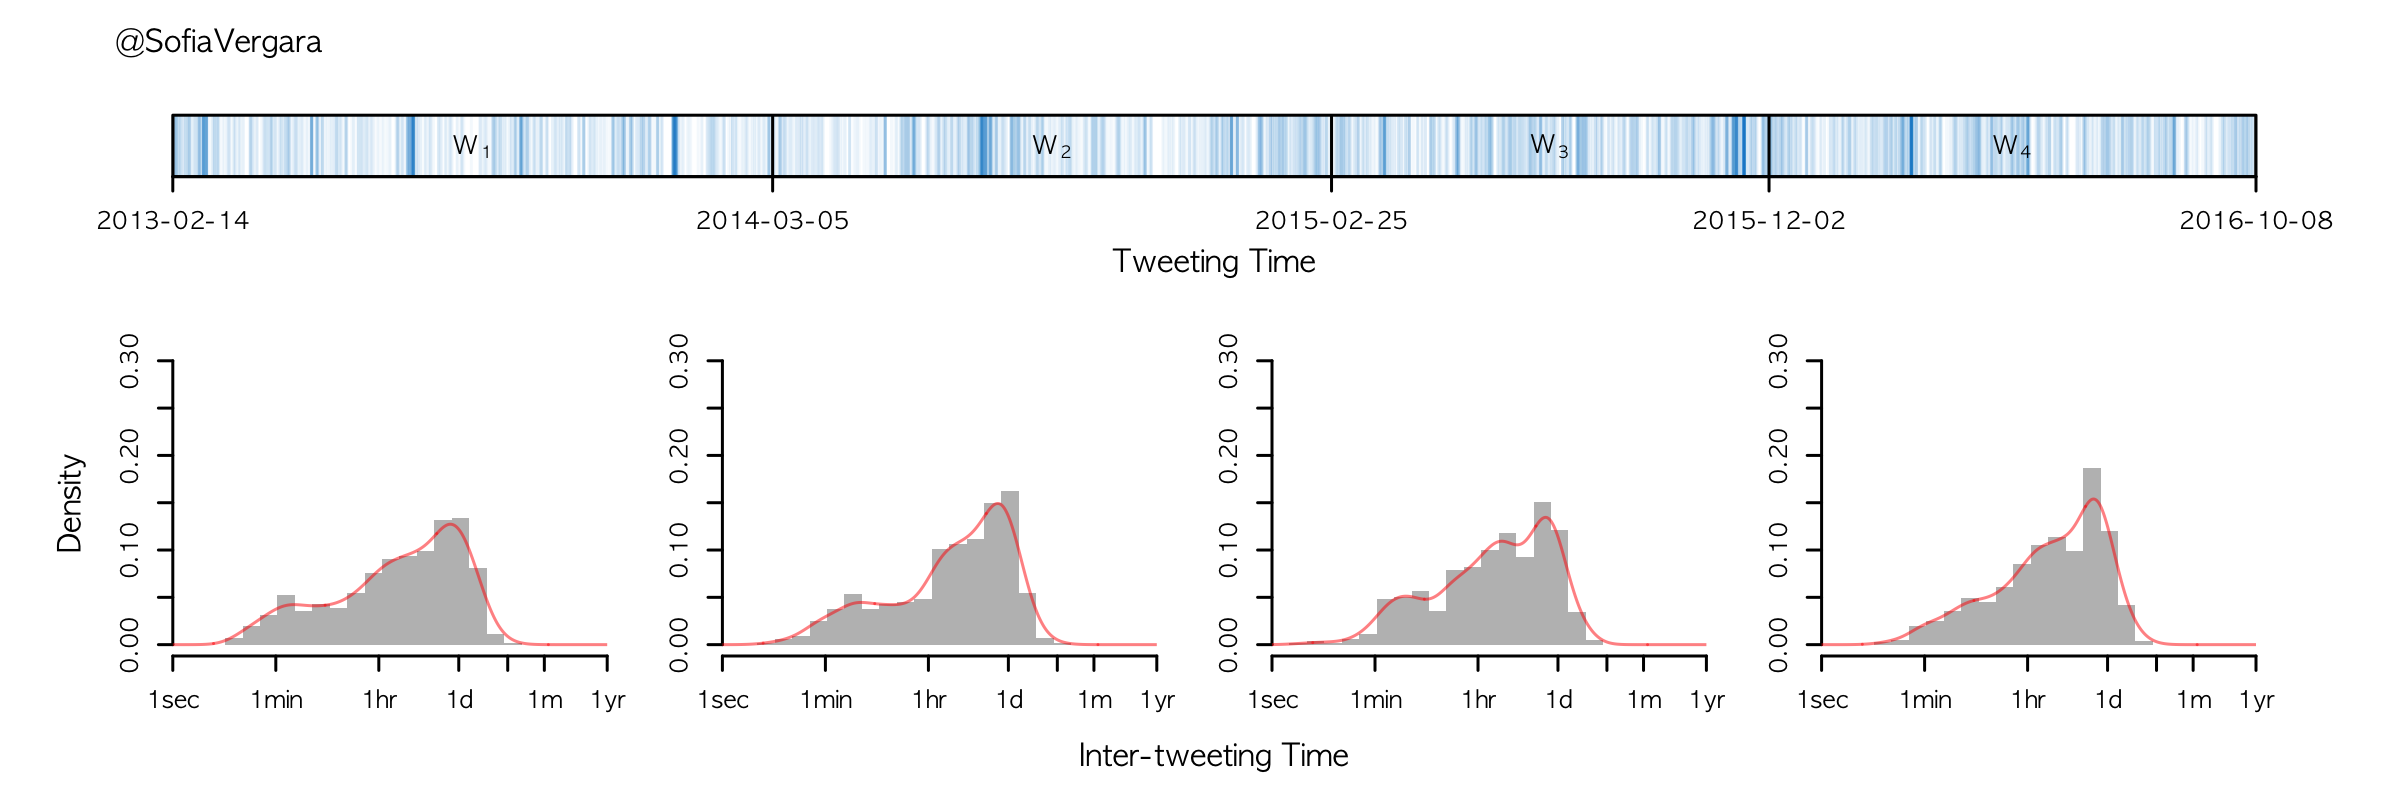 @SofiaVergara
W1 W2 W3 W4
2013-02-14 2014-03-05 2015-02-25 2015-12-02 2016-10-08
Tweeting Time
Density
0.00 0.10 0.20 0.30
1sec 1min 1hr 1d 1m 1yr
0.00 0.10 0.20 0.30
1sec 1min 1hr 1d 1m 1yr
0.00 0.10 0.20 0.30
1sec 1min 1hr 1d 1m 1yr
0.00 0.10 0.20 0.30
1sec 1min 1hr 1d 1m 1yr
Inter-tweeting Time